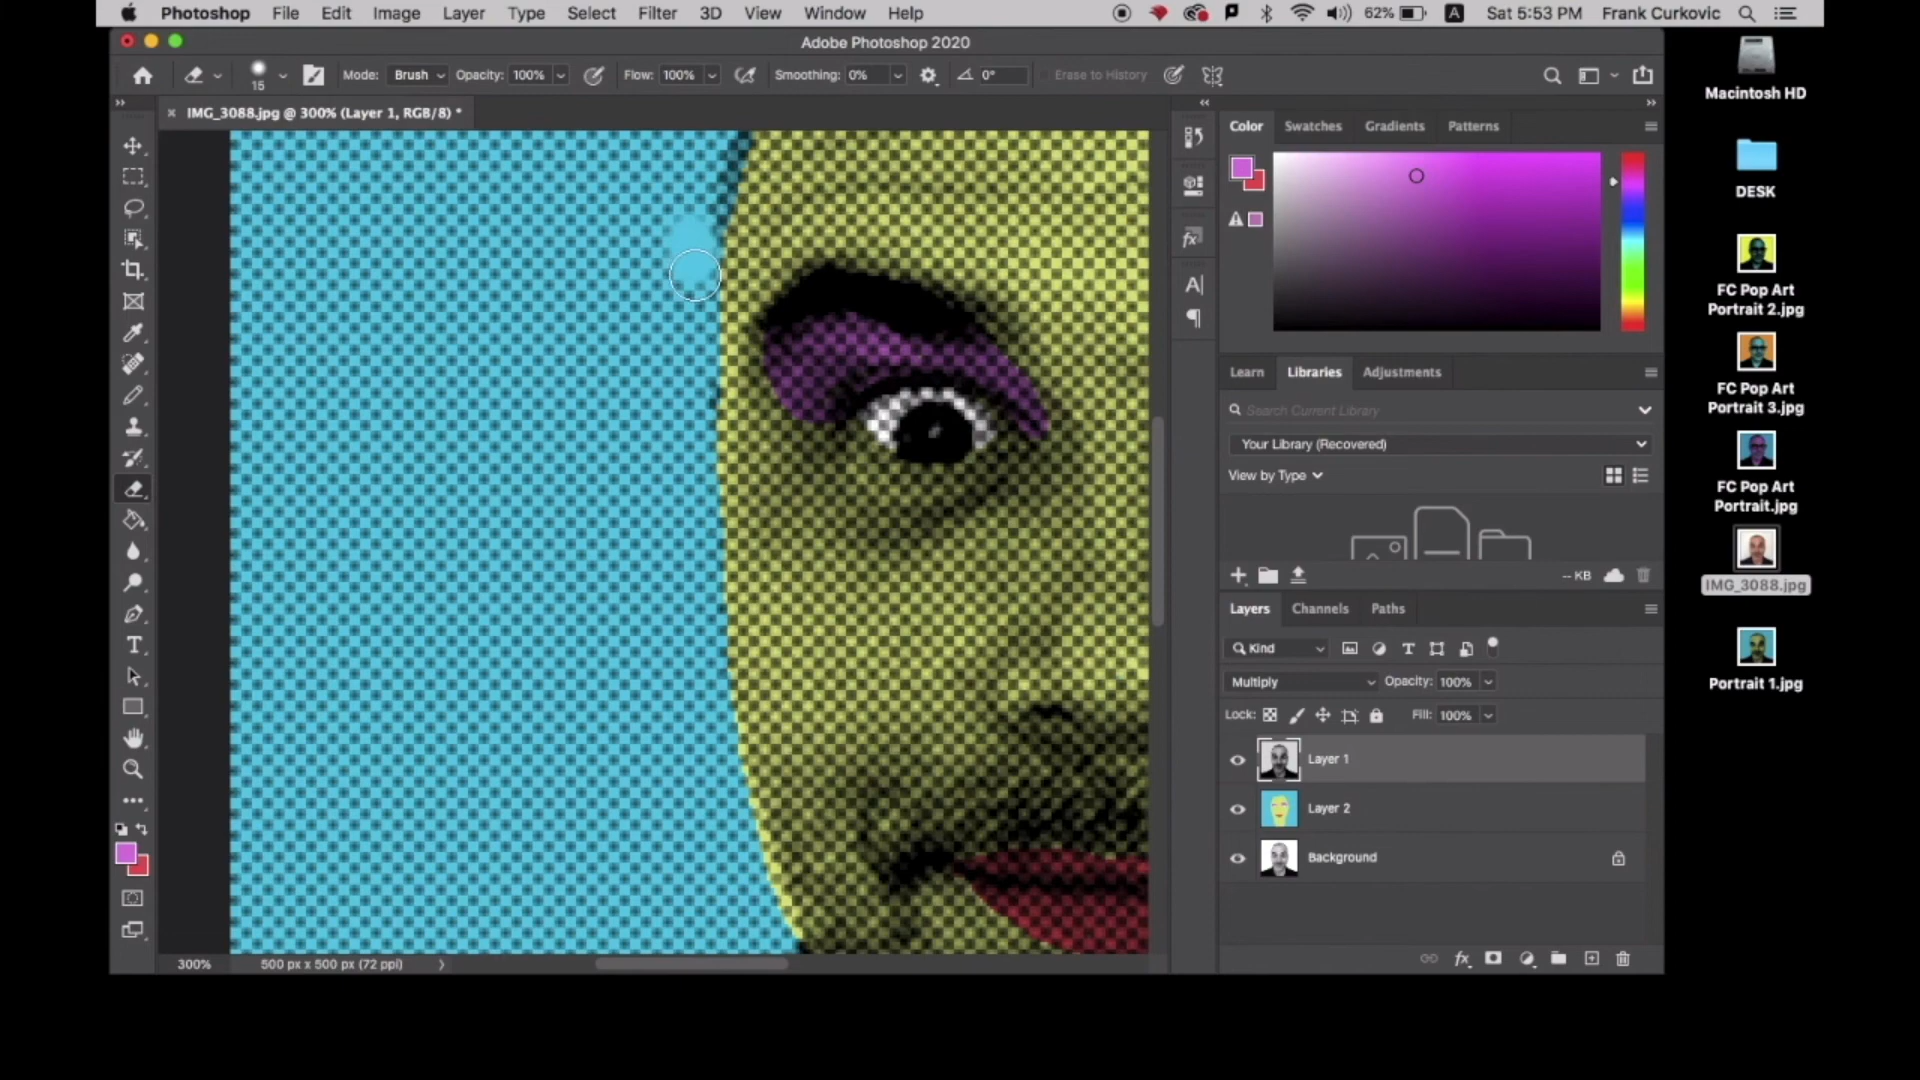 Photoshop File Edit Image Layer Type Select Filter 3D View Window Help 62% A Sat 5:53 PM Frank Curkovic
Adobe Photoshop 2020
15 Mode: Brush Opacity: 100% Flow: 100% Smoothing: 0% 0° Erase to History
IMG_3088.jpg @ 300% (Layer 1, RGB/8) *
Color Swatches Gradients Patterns
Learn Libraries Adjustments
Search Current Library
Your Library (Recovered)
View by Type
-- KB
Layers Channels Paths
Kind
Multiply Opacity: 100%
Lock: Fill: 100%
Layer 1
Layer 2
Background
300% 500 px x 500 px (72 ppi)
Macintosh HD
DESK
FC Pop Art
Portrait 2.jpg
FC Pop Art
Portrait 3.jpg
FC Pop Art
Portrait.jpg
IMG_3088.jpg
Portrait 1.jpg